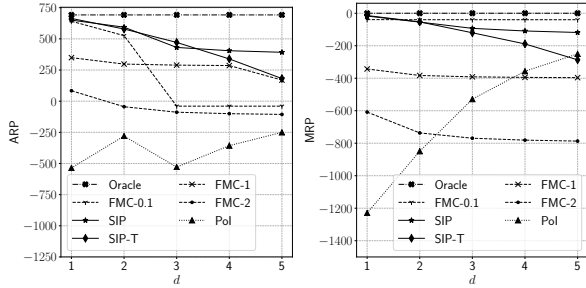 750
500
250
0
−250
−500
−750
−1000
−1250
ARP
1 2 3 4 5
d
Oracle
FMC-0.1
SIP
SIP-T
FMC-1
FMC-2
Pol
0
−200
−400
−600
−800
−1000
−1200
−1400
MRP
1 2 3 4 5
d
Oracle
FMC-0.1
SIP
SIP-T
FMC-1
FMC-2
Pol